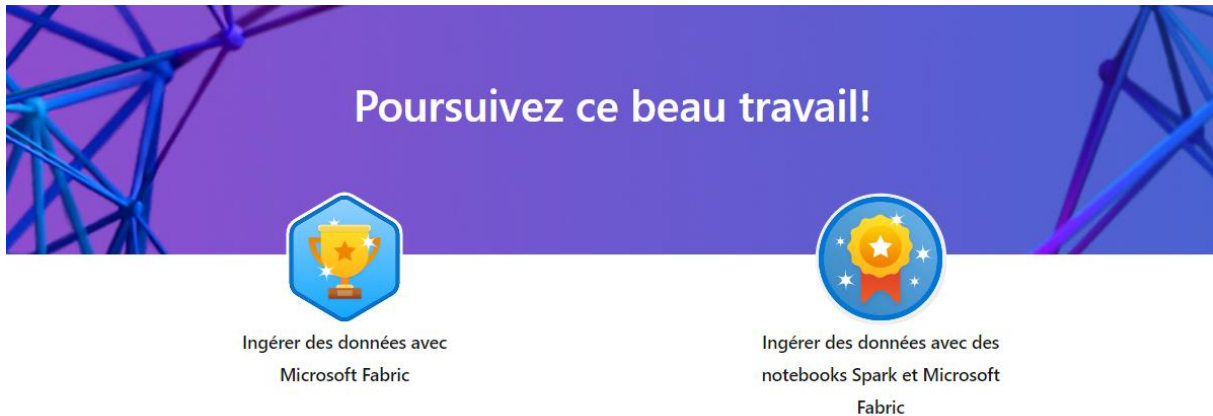 Poursuivez ce beau travail!
Ingérer des données avec
Microsoft Fabric
Ingérer des données avec des
notebooks Spark et Microsoft
Fabric